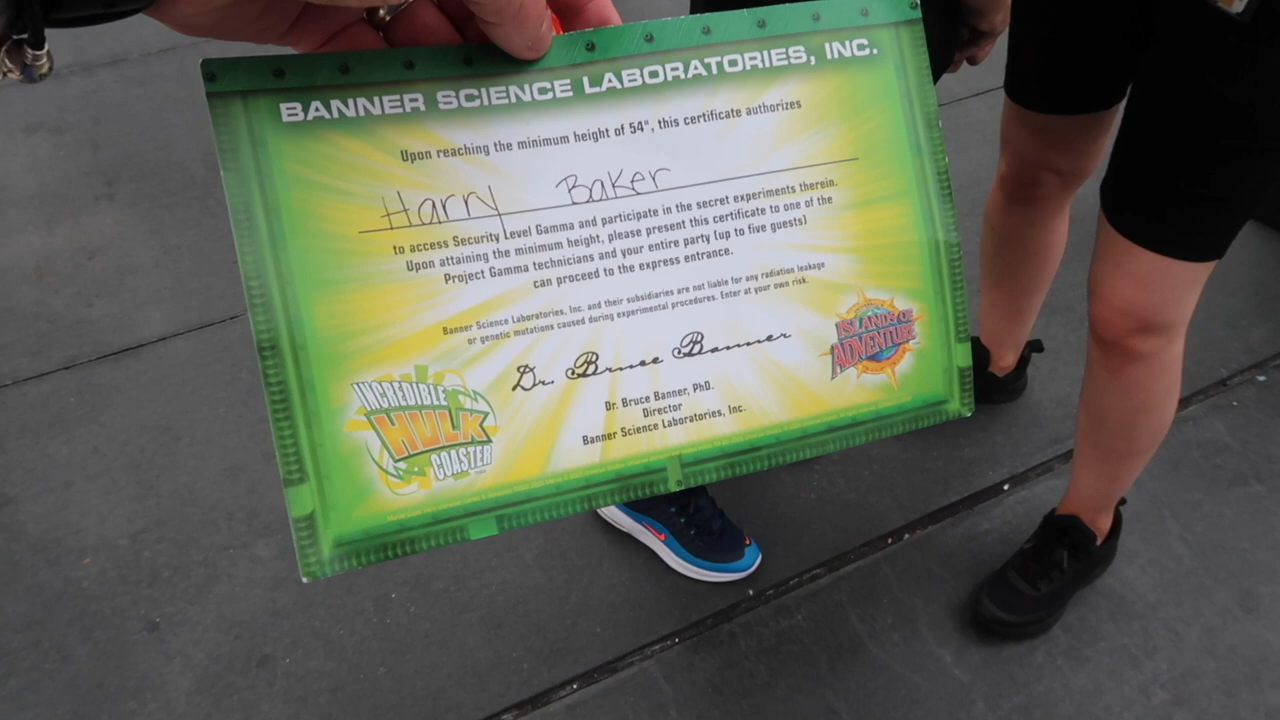 BANNER SCIENCE LABORATORIES, INC.
Upon reaching the minimum height of 54", this certificate authorizes
Harry Baker
to access Security Level Gamma and participate in the secret experiments therein.
Upon attaining the minimum height, please present this certificate to one of the
Project Gamma technicians and your entire party (up to five guests)
can proceed to the express entrance.
Banner Science Laboratories, Inc. and their subsidiaries are not liable for any radiation leakage
or genetic mutations caused during experimental procedures. Enter at your own risk.
Dr. Bruce Banner
Dr. Bruce Banner, PhD.
Director
Banner Science Laboratories, Inc.
INCREDIBLE
HULK
COASTER
ISLANDS OF
ADVENTURE